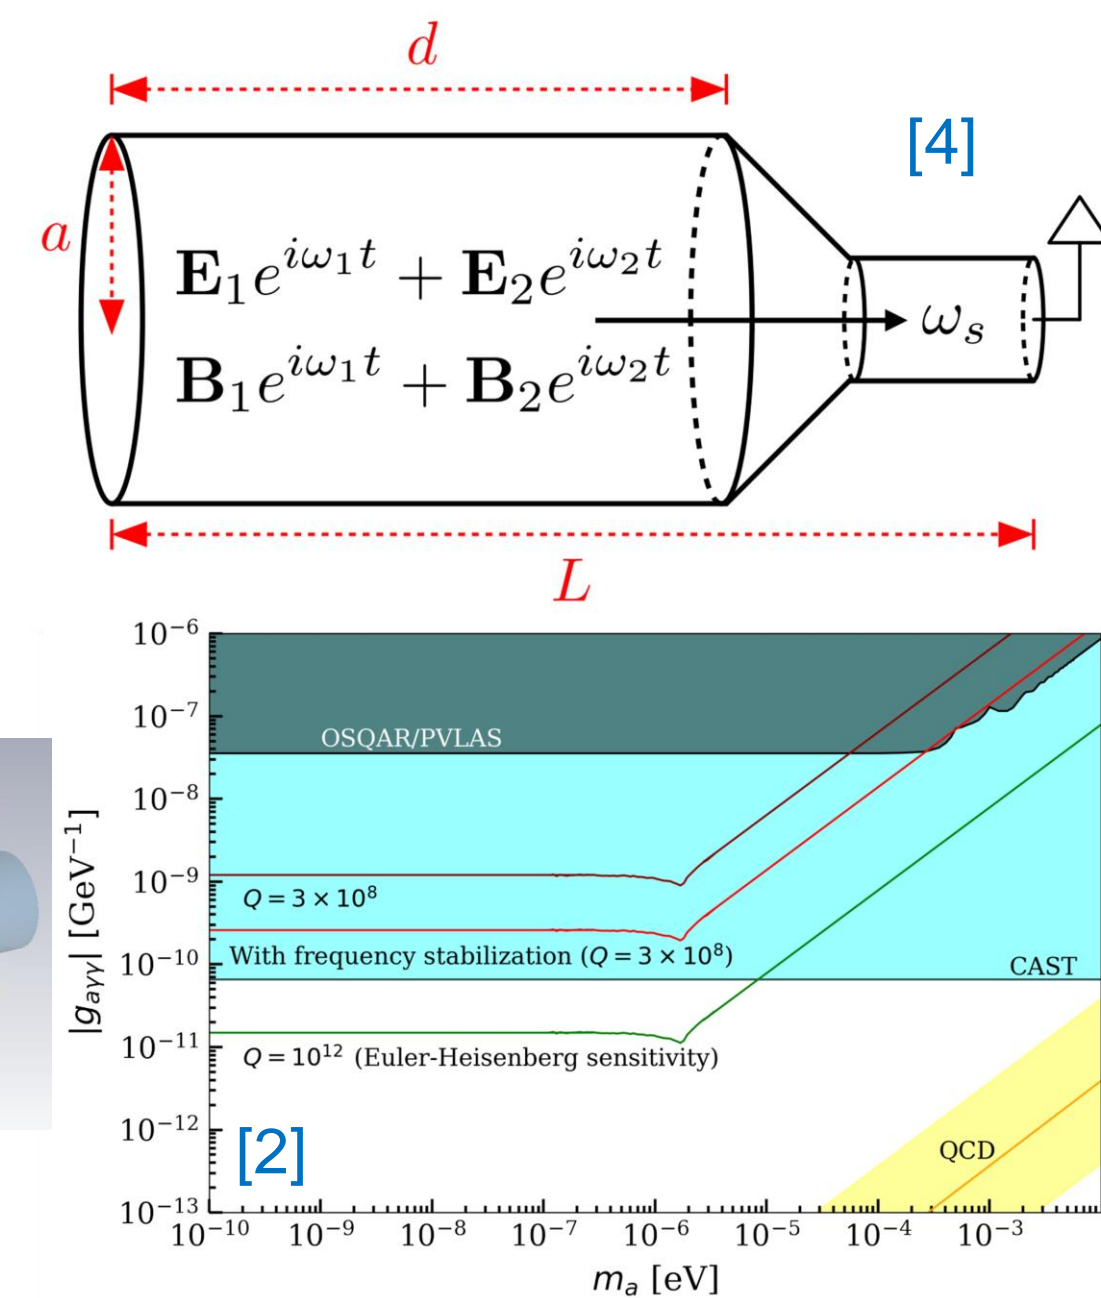 d
[4]
a
𝐄₁e^{iω₁t} + 𝐄₂e^{iω₂t}
ω_s
𝐁₁e^{iω₁t} + 𝐁₂e^{iω₂t}
L
10⁻⁶
10⁻⁷
10⁻⁸
10⁻⁹
10⁻¹⁰
10⁻¹¹
10⁻¹²
10⁻¹³
|g_{aγγ}| [GeV⁻¹]
OSQAR/PVLAS
Q = 3 × 10⁸
With frequency stabilization (Q = 3 × 10⁸)
CAST
Q = 10¹² (Euler-Heisenberg sensitivity)
[2]
QCD
10⁻¹⁰ 10⁻⁹ 10⁻⁸ 10⁻⁷ 10⁻⁶ 10⁻⁵ 10⁻⁴ 10⁻³
m_a [eV]